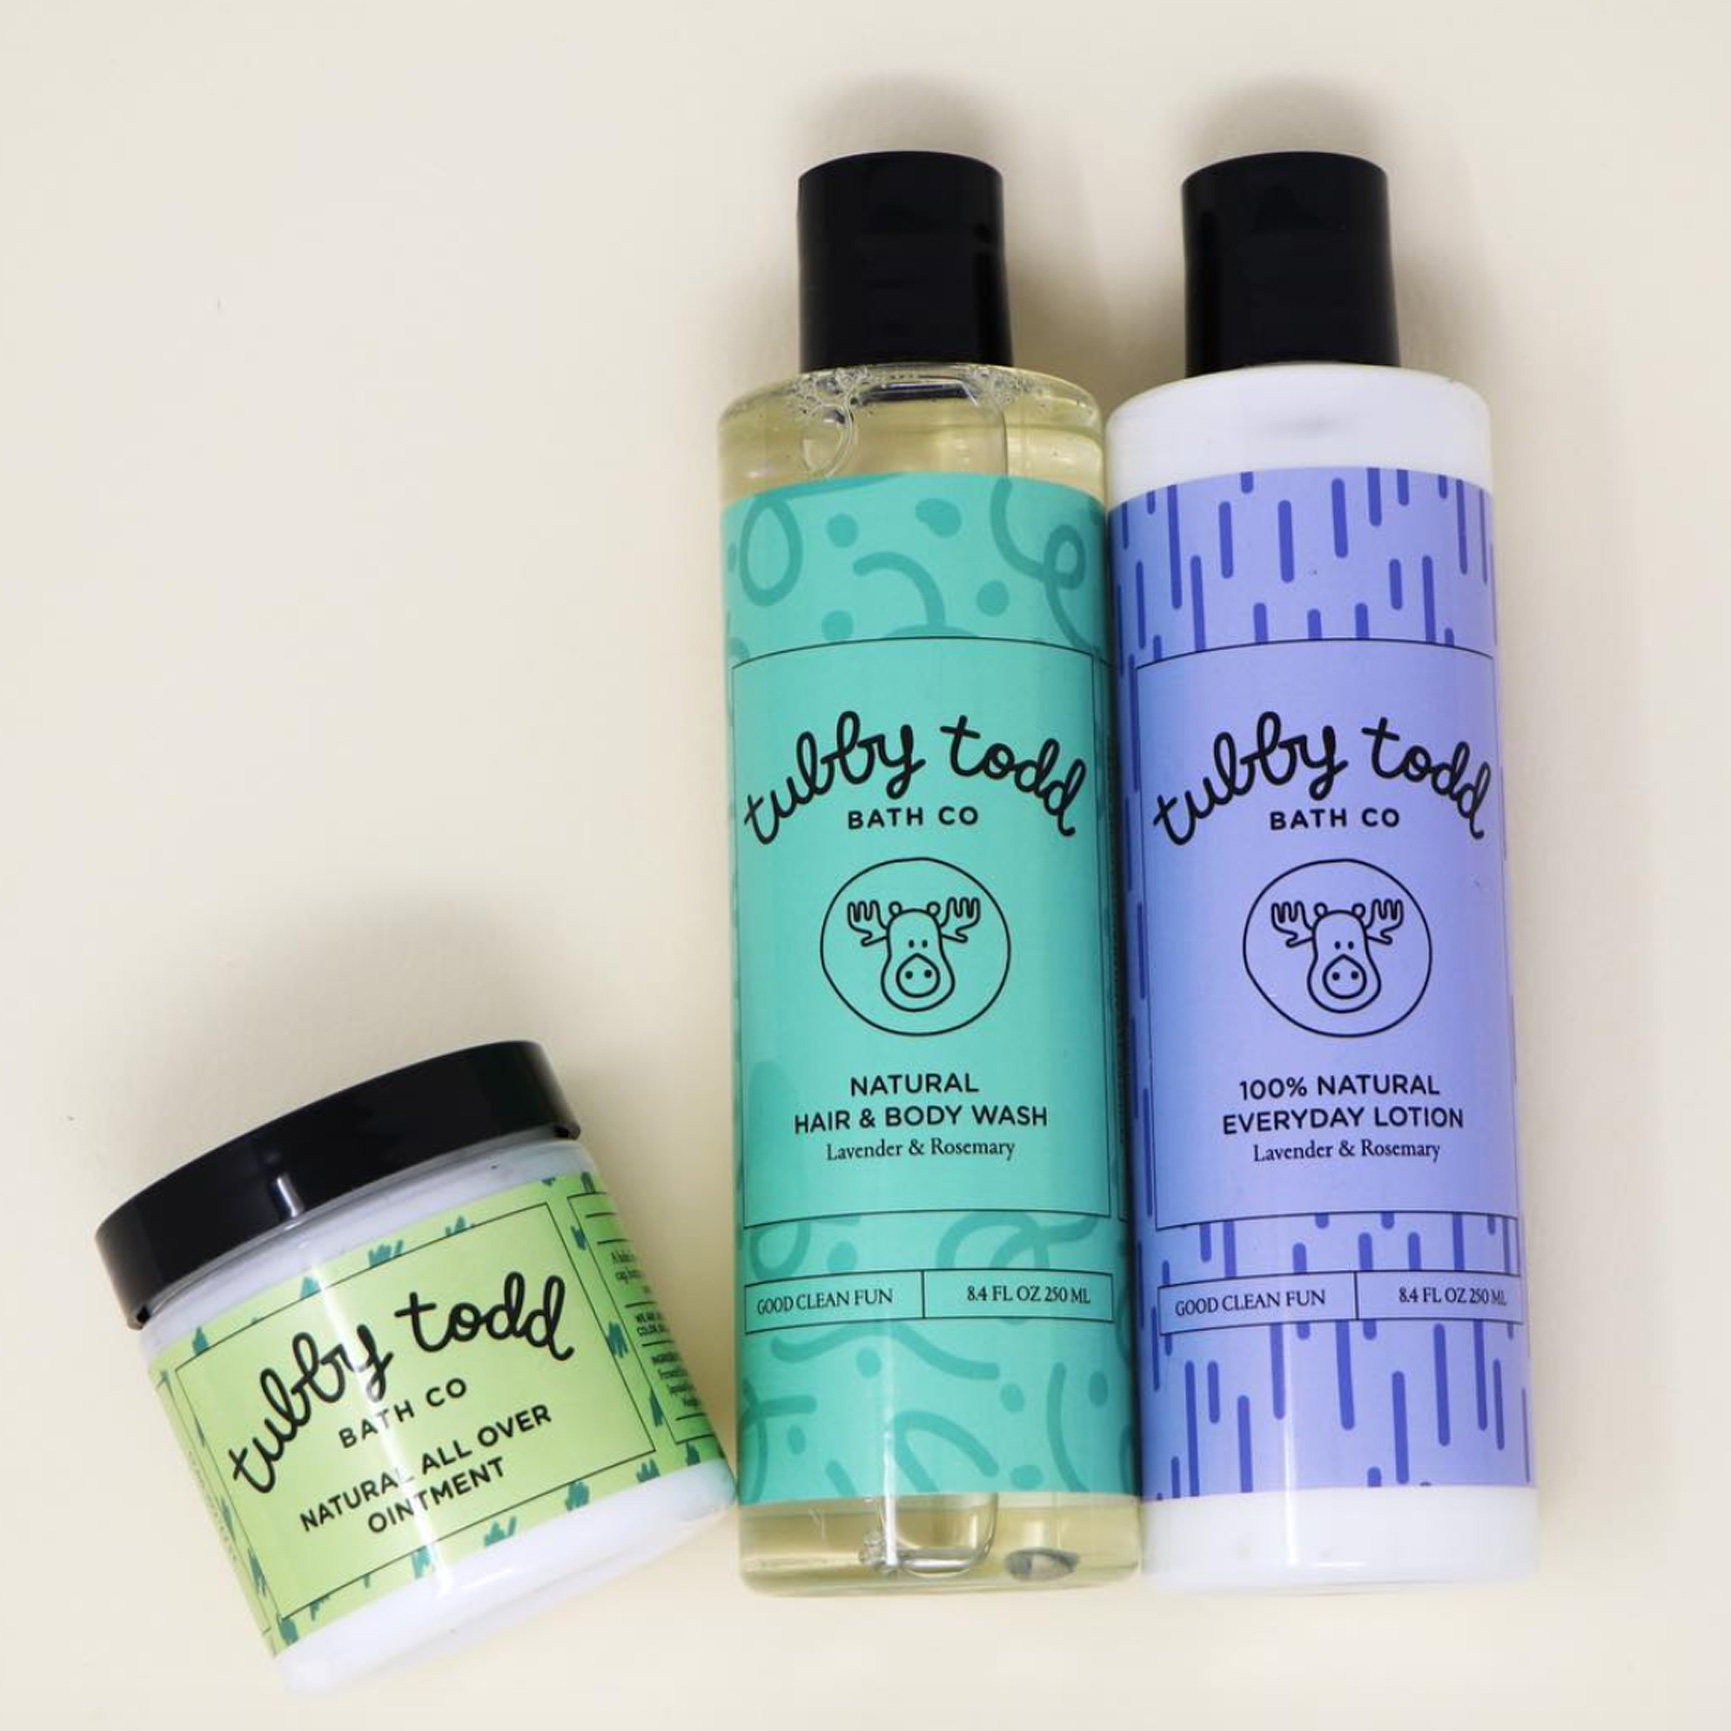 tubby todd
BATH CO
NATURAL ALL OVER
OINTMENT
tubby todd
BATH CO
NATURAL
HAIR & BODY WASH
Lavender & Rosemary
GOOD CLEAN FUN
8.4 FL OZ 250 ML
tubby todd
BATH CO
100% NATURAL
EVERYDAY LOTION
Lavender & Rosemary
GOOD CLEAN FUN
8.4 FL OZ 250 ML